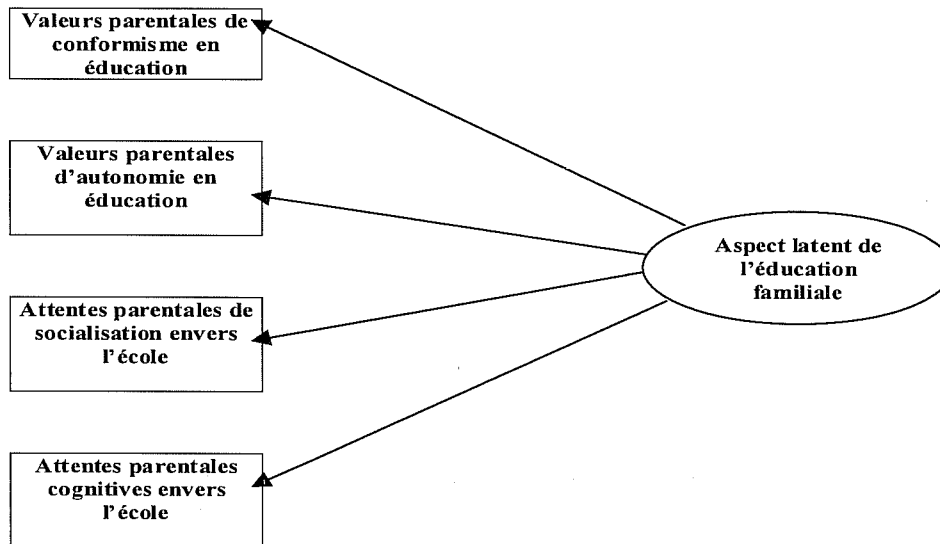 Valeurs parentales de
conformisme en
éducation
Valeurs parentales
d'autonomie en
éducation
Attentes parentales de
socialisation envers
l'école
Attentes parentales
cognitives envers
l'école
Aspect latent de
l'éducation
familiale